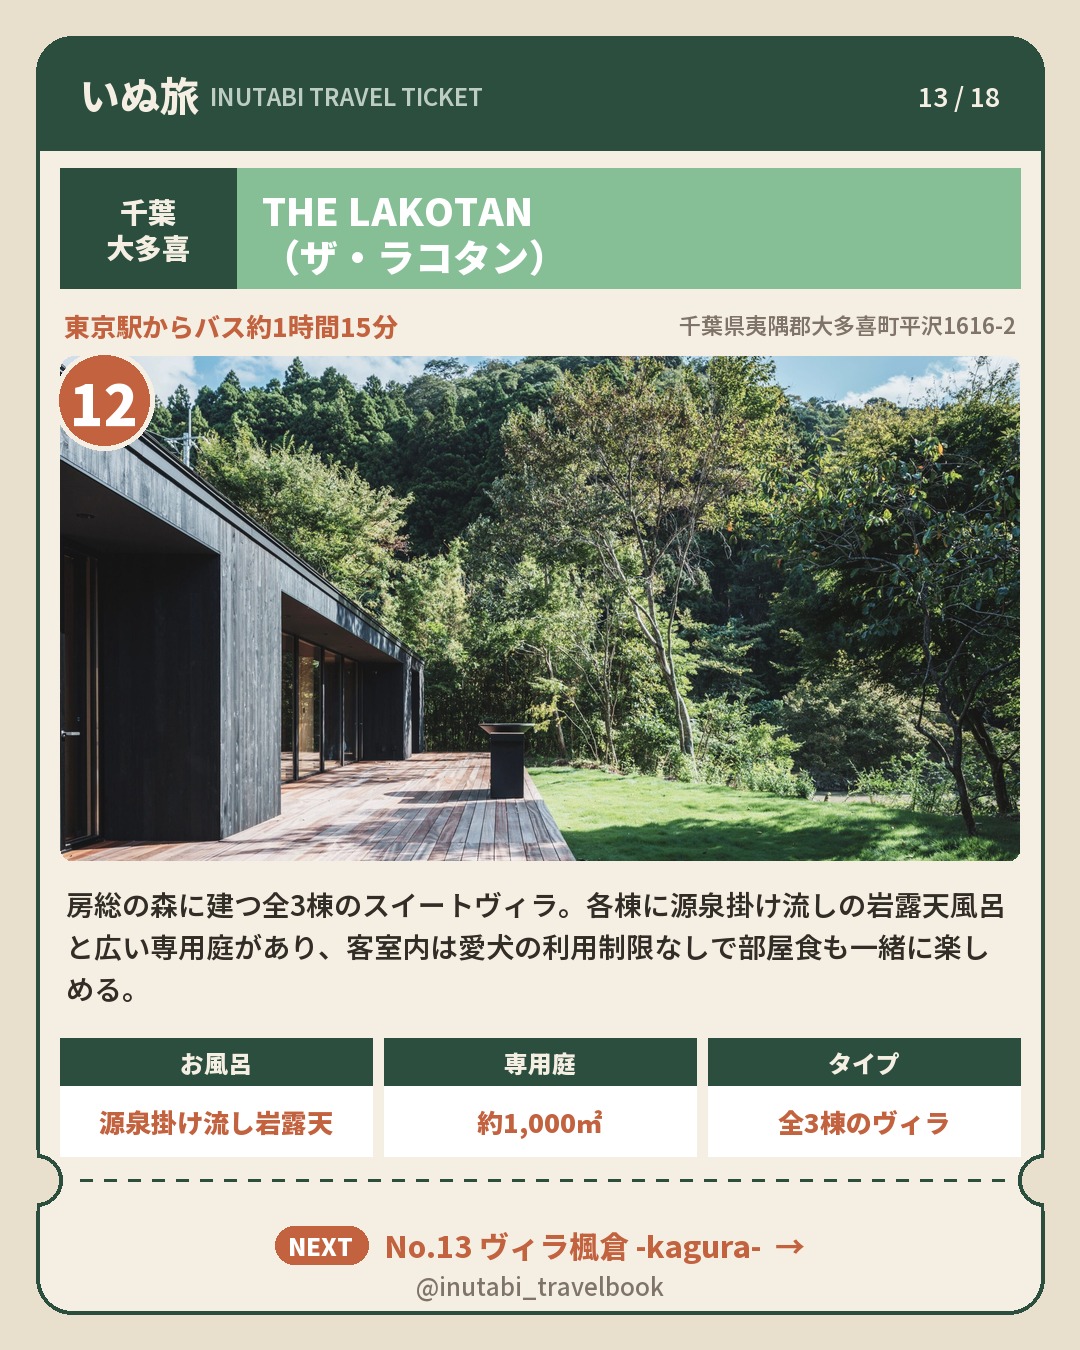 いぬ旅 INUTABI TRAVEL TICKET 13 / 18
千葉
大多喜
THE LAKOTAN
（ザ・ラコタン）
東京駅からバス約1時間15分 千葉県夷隅郡大多喜町平沢1616-2
12
房総の森に建つ全3棟のスイートヴィラ。各棟に源泉掛け流しの岩露天風呂
と広い専用庭があり、客室内は愛犬の利用制限なしで部屋食も一緒に楽し
める。
お風呂 専用庭 タイプ
源泉掛け流し岩露天 約1,000㎡ 全3棟のヴィラ
NEXT No.13 ヴィラ楓倉 -kagura- →
@inutabi_travelbook